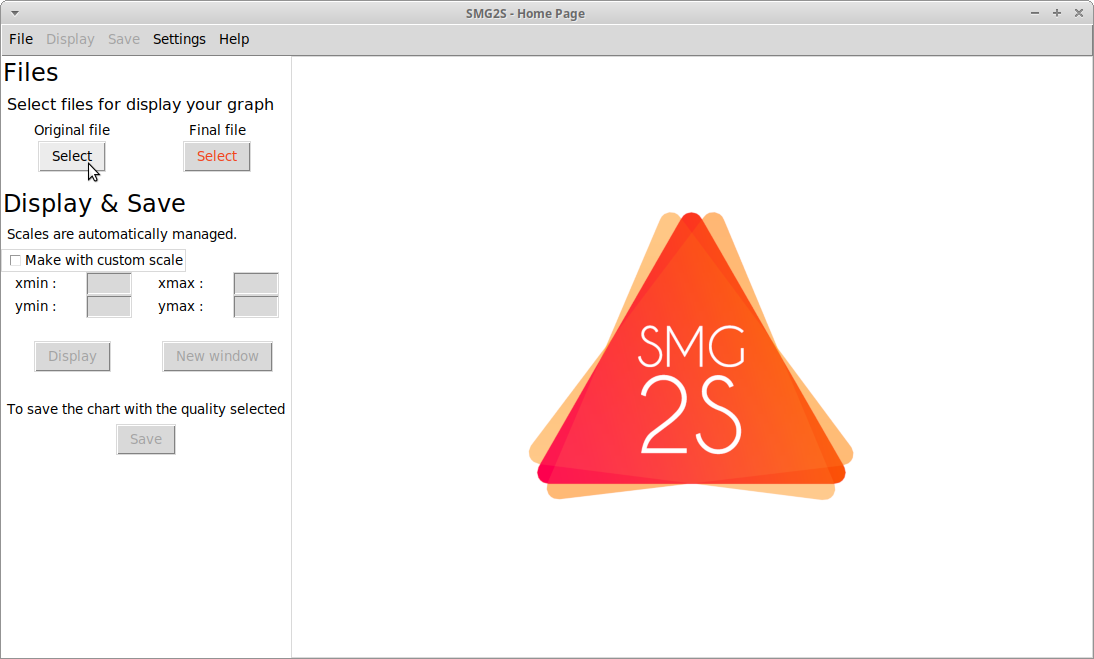 SMG2S - Home Page
File Display Save Settings Help
Files
Select files for display your graph
Original file Final file
Select Select
Display & Save
Scales are automatically managed.
Make with custom scale
xmin : xmax :
ymin : ymax :
Display New window
To save the chart with the quality selected
Save
SMG
2S